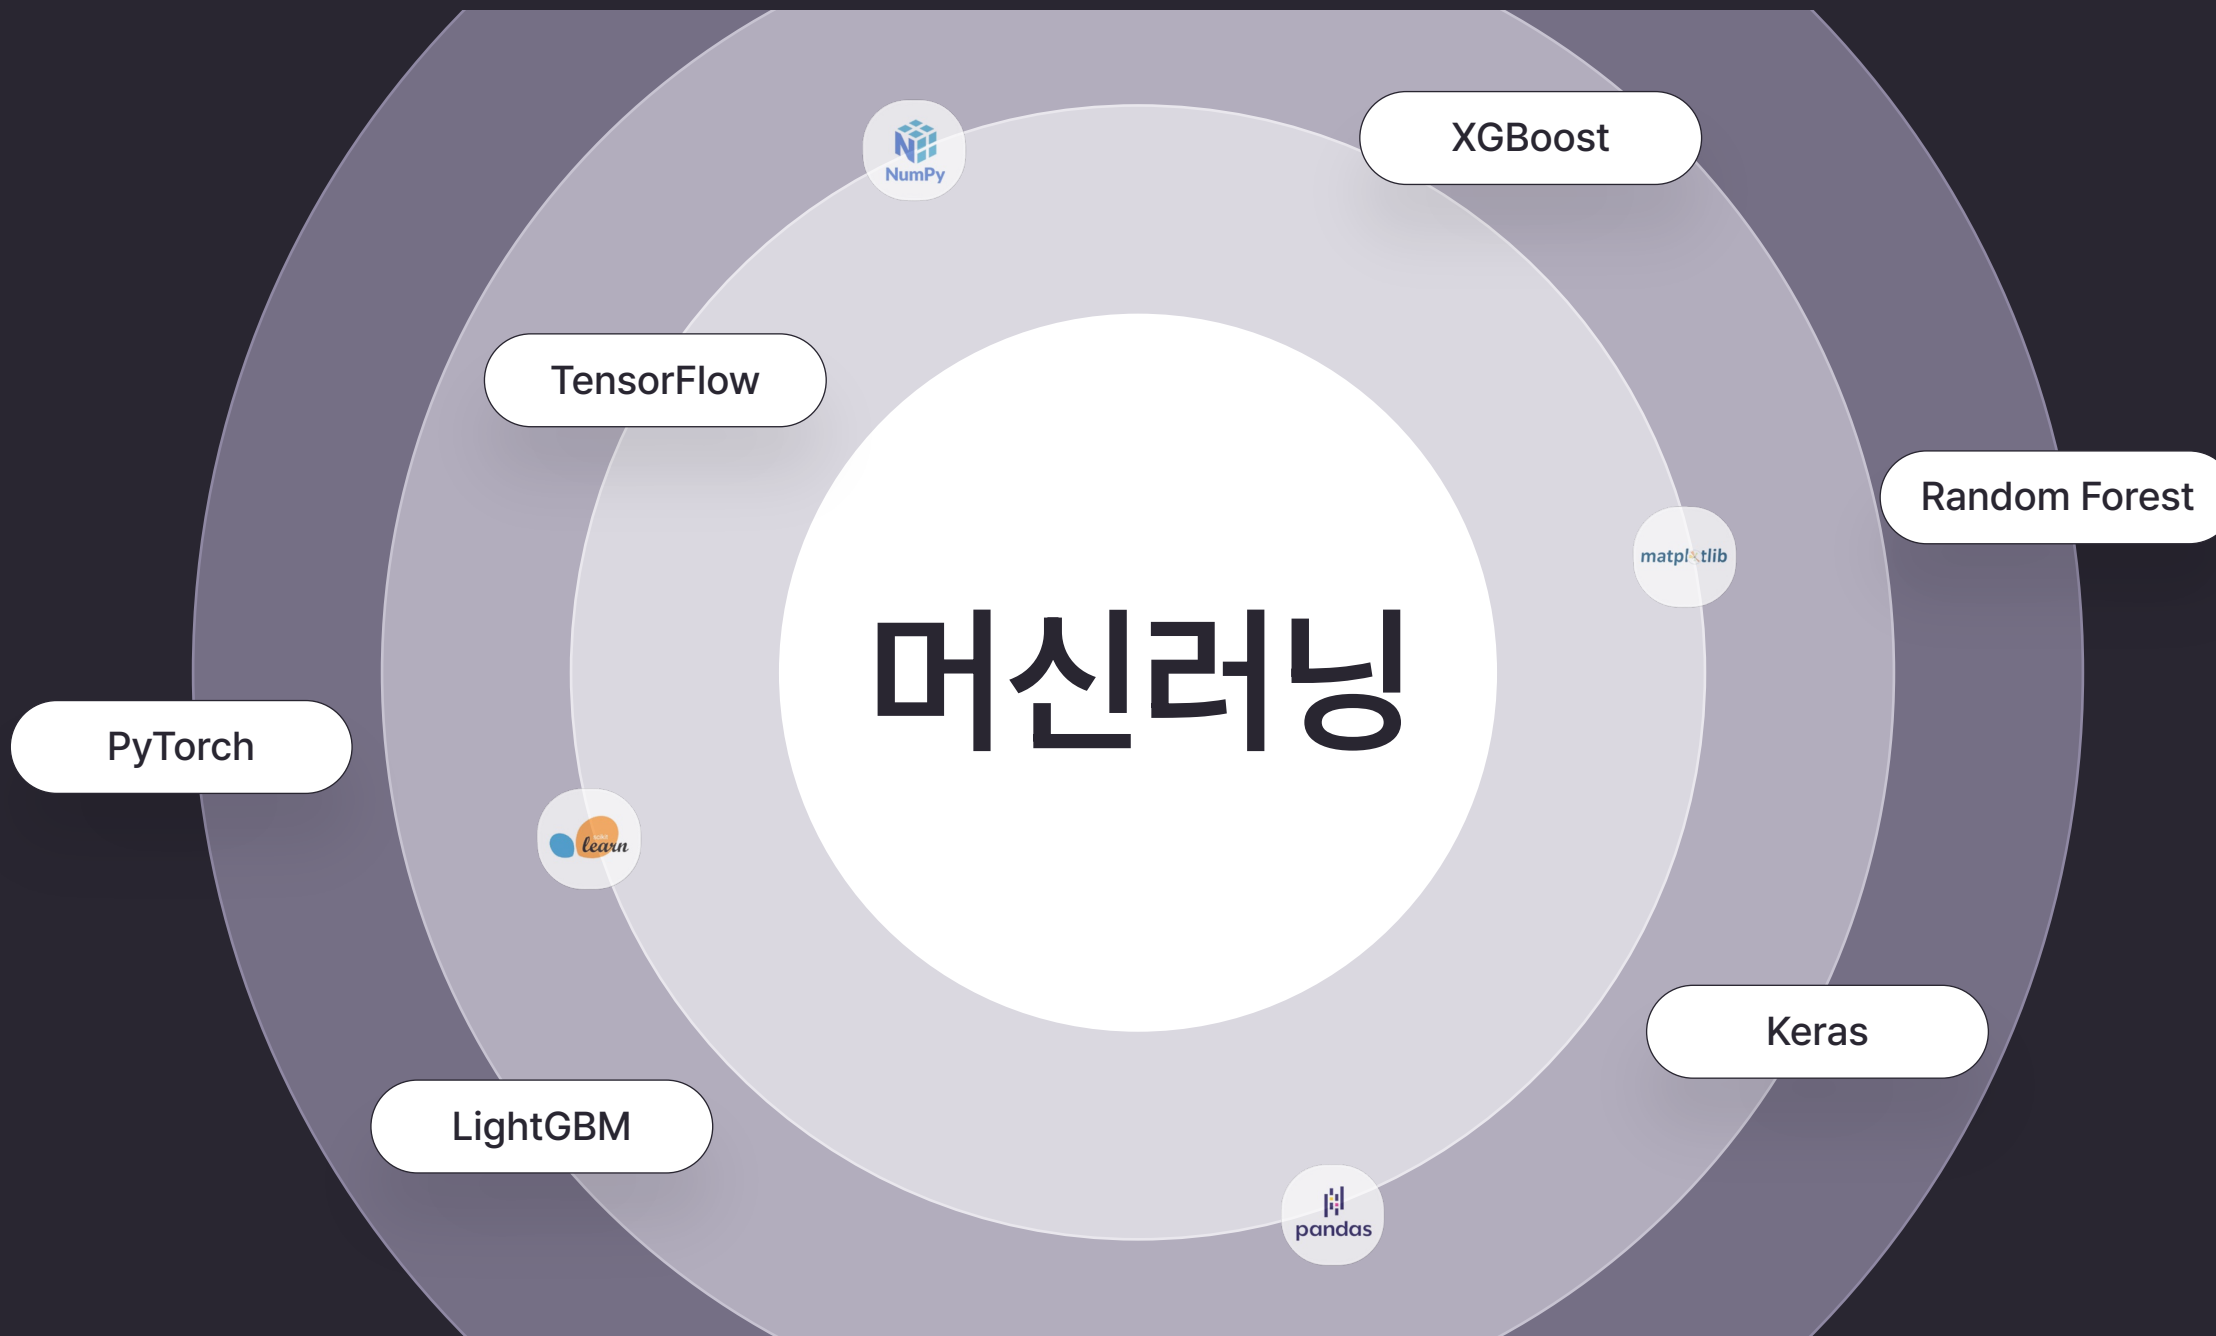 XGBoost
NumPy
TensorFlow
Random Forest
matplotlib
머신러닝
PyTorch
learn
Keras
LightGBM
pandas